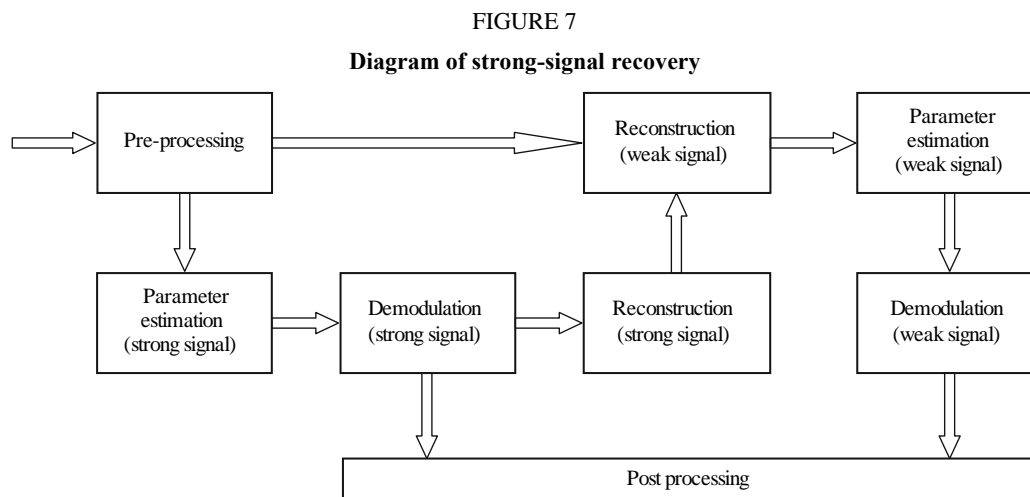 FIGURE 7
Diagram of strong-signal recovery
Pre-processing
Reconstruction
(weak signal)
Parameter
estimation
(weak signal)
Parameter
estimation
(strong signal)
Demodulation
(strong signal)
Reconstruction
(strong signal)
Demodulation
(weak signal)
Post processing